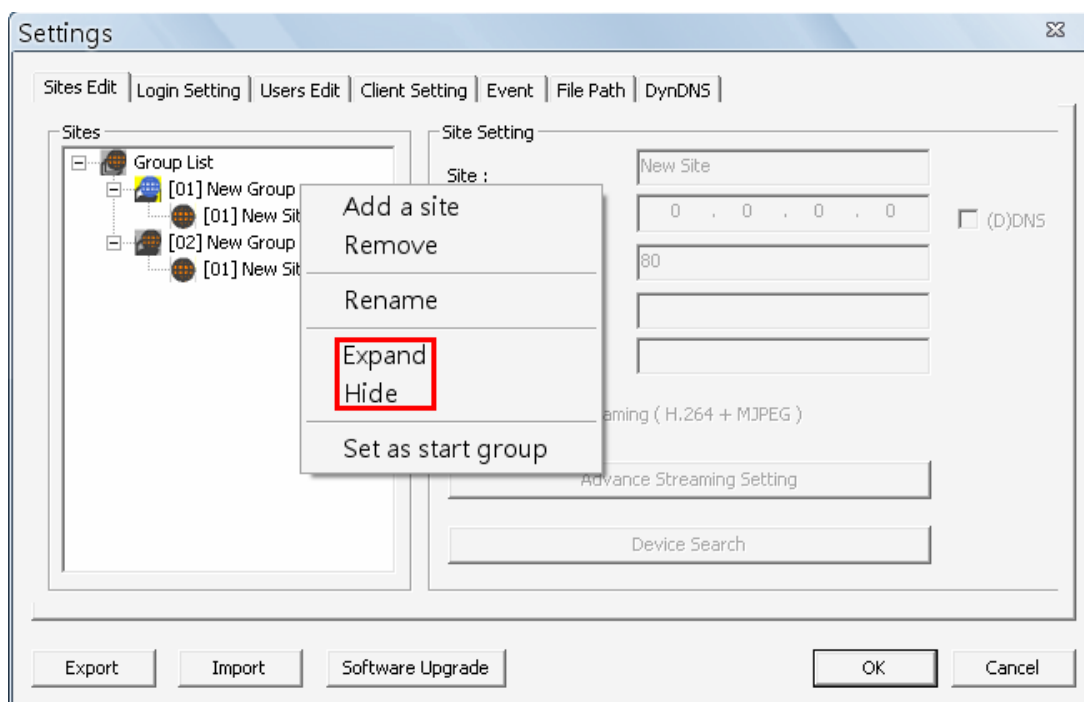 Settings
Sites Edit Login Setting Users Edit Client Setting Event File Path DynDNS
Sites
Group List
[01] New Group
[01] New Sit
[02] New Group
[01] New Sit
Add a site
Remove
Rename
Expand
Hide
Set as start group
Site Setting
Site : New Site
0 . 0 . 0 . 0 (D)DNS
80
aming ( H.264 + MJPEG )
Advance Streaming Setting
Device Search
Export Import Software Upgrade OK Cancel